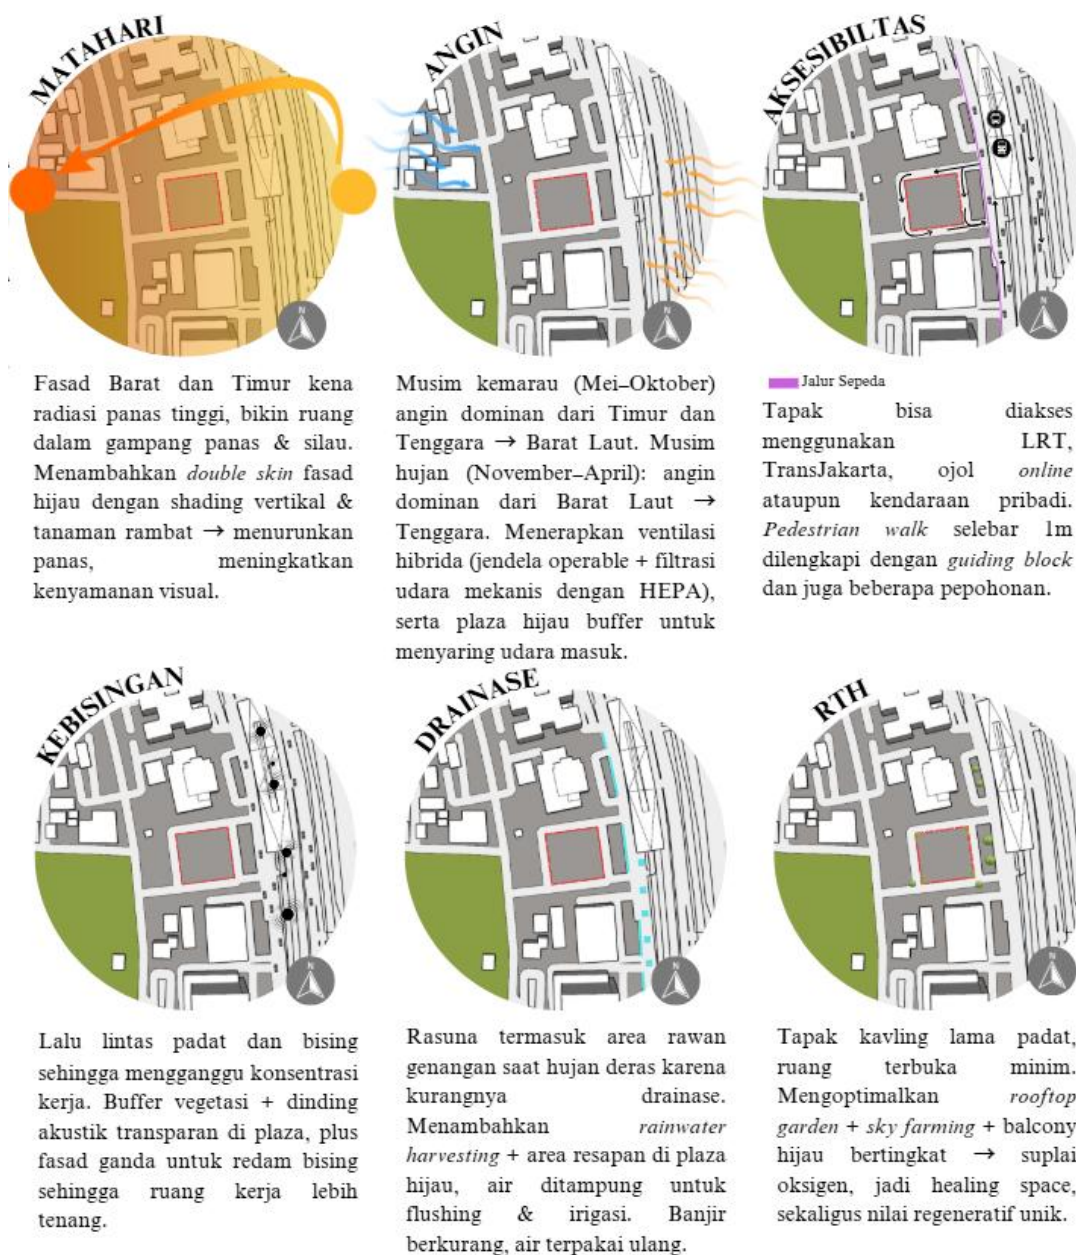 MATAHARI
N
Fasad Barat dan Timur kena
radiasi panas tinggi, bikin ruang
dalam gampang panas & silau.
Menambahkan double skin fasad
hijau dengan shading vertikal &
tanaman rambat → menurunkan
panas, meningkatkan
kenyamanan visual.
ANGIN
N
Musim kemarau (Mei–Oktober)
angin dominan dari Timur dan
Tenggara → Barat Laut. Musim
hujan (November–April): angin
dominan dari Barat Laut →
Tenggara. Menerapkan ventilasi
hibrida (jendela operable + filtrasi
udara mekanis dengan HEPA),
serta plaza hijau buffer untuk
menyaring udara masuk.
AKSESIBILTAS
N
Jalur Sepeda
Tapak bisa diakses
menggunakan LRT,
TransJakarta, ojol online
ataupun kendaraan pribadi.
Pedestrian walk selebar 1m
dilengkapi dengan guiding block
dan juga beberapa pepohonan.
KEBISINGAN
N
Lalu lintas padat dan bising
sehingga mengganggu konsentrasi
kerja. Buffer vegetasi + dinding
akustik transparan di plaza, plus
fasad ganda untuk redam bising
sehingga ruang kerja lebih
tenang.
DRAINASE
N
Rasuna termasuk area rawan
genangan saat hujan deras karena
kurangnya drainase.
Menambahkan rainwater
harvesting + area resapan di plaza
hijau, air ditampung untuk
flushing & irigasi. Banjir
berkurang, air terpakai ulang.
RTH
N
Tapak kavling lama padat,
ruang terbuka minim.
Mengoptimalkan rooftop
garden + sky farming + balcony
hijau bertingkat → suplai
oksigen, jadi healing space,
sekaligus nilai regeneratif unik.